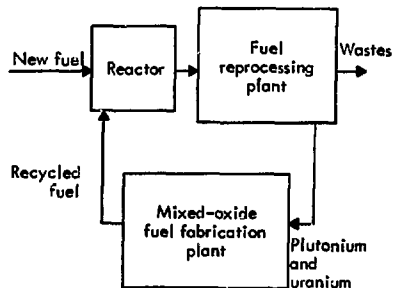 New fuel
Reactor
Fuel
reprocessing
plant
Wastes
Recycled
fuel
Mixed-oxide
fuel fabrication
plant
Plutonium
and
uranium